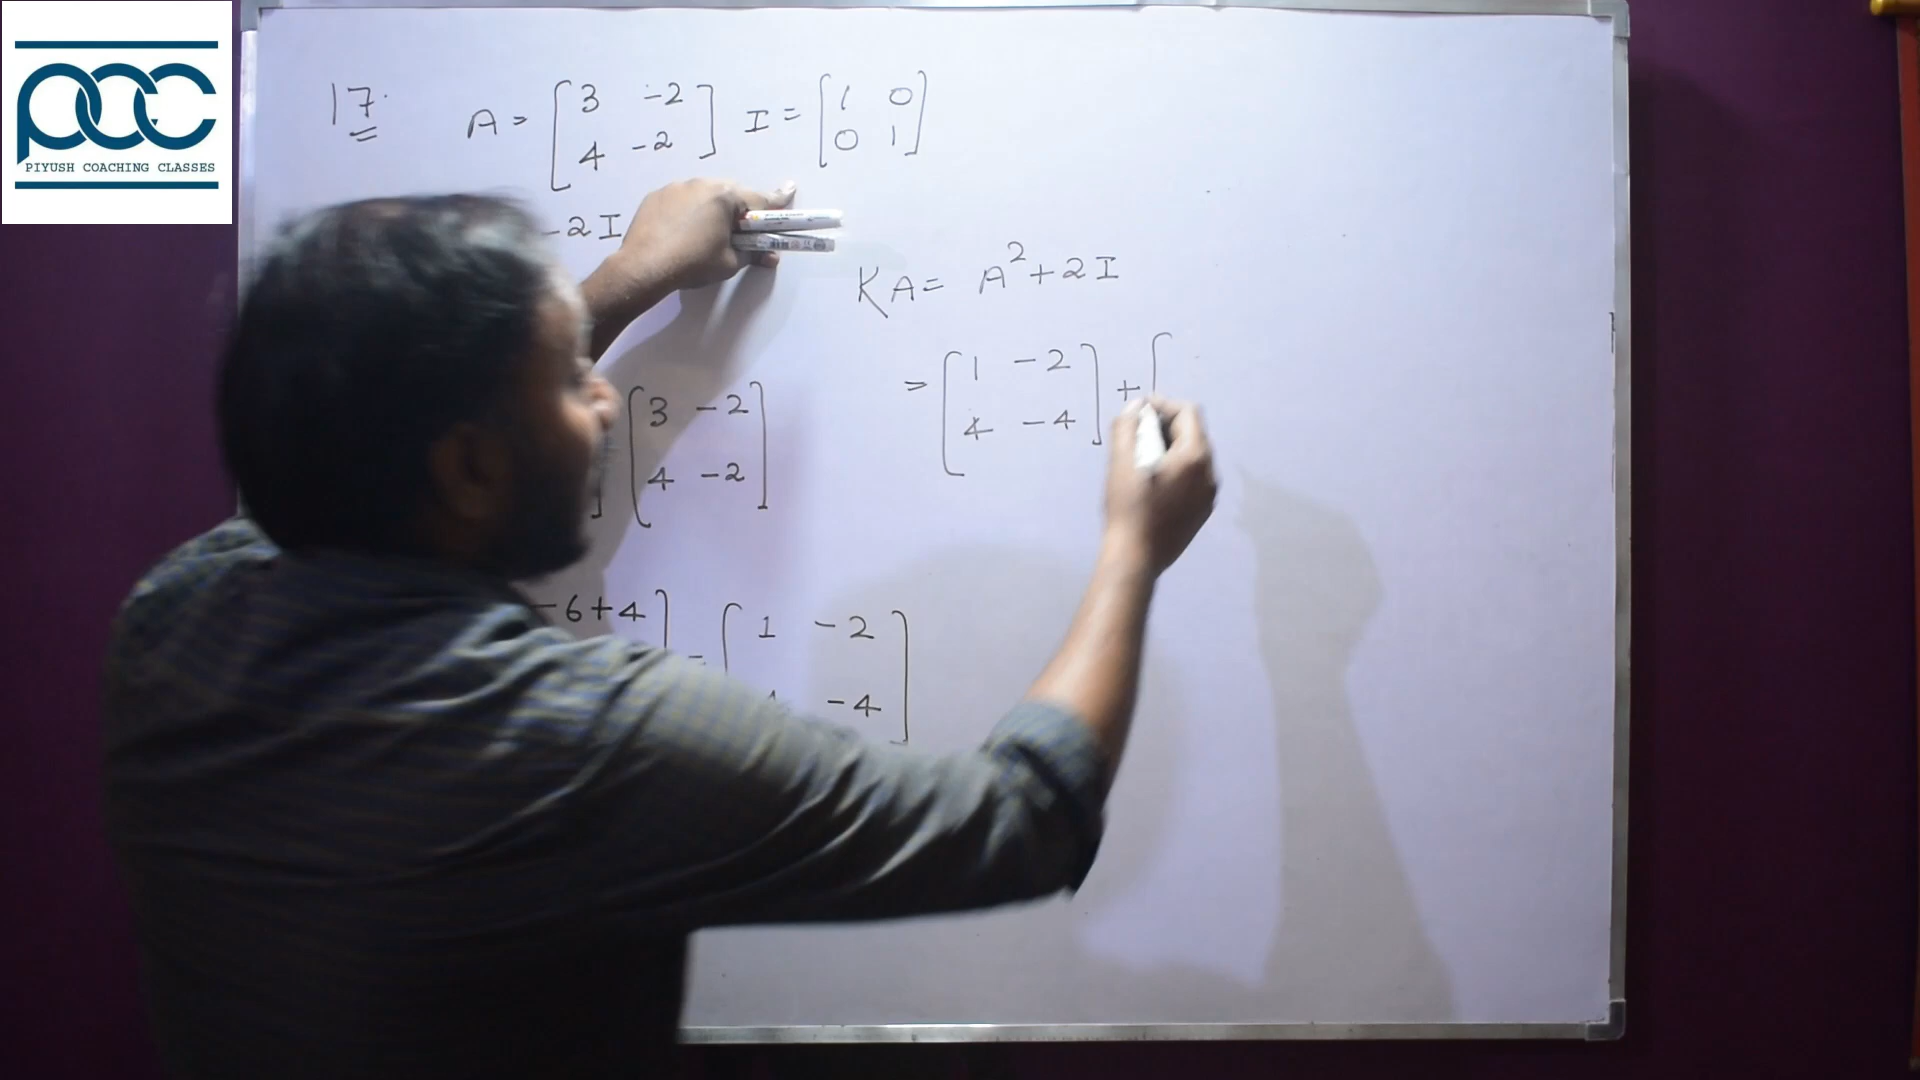 PCC
PIYUSH COACHING CLASSES
17. A = [3 -2] I = [1 0]
[4 -2] [0 1]
-2I
KA = A² + 2I
= [1 -2] + [
[4 -4]
[3 -2]
[4 -2]
-6+4] = [1 -2]
-4]